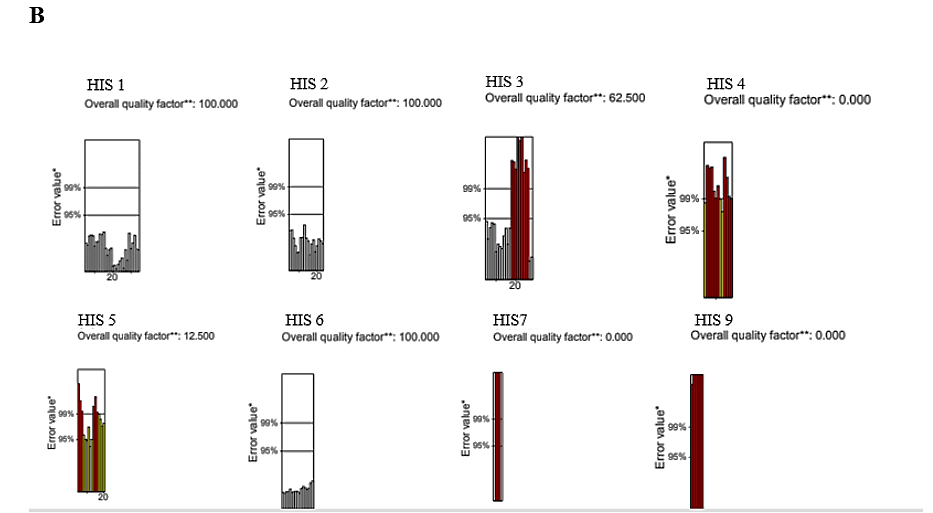 B
HIS 1
Overall quality factor**: 100.000
Error value*
99%
95%
20
HIS 2
Overall quality factor**: 100.000
Error value*
99%
95%
20
HIS 3
Overall quality factor**: 62.500
Error value*
99%
95%
20
HIS 4
Overall quality factor**: 0.000
Error value*
99%
95%
HIS 5
Overall quality factor**: 12.500
Error value*
99%
95%
20
HIS 6
Overall quality factor**: 100.000
Error value*
99%
95%
HIS7
Overall quality factor**: 0.000
Error value*
99%
95%
HIS 9
Overall quality factor**: 0.000
Error value*
99%
95%